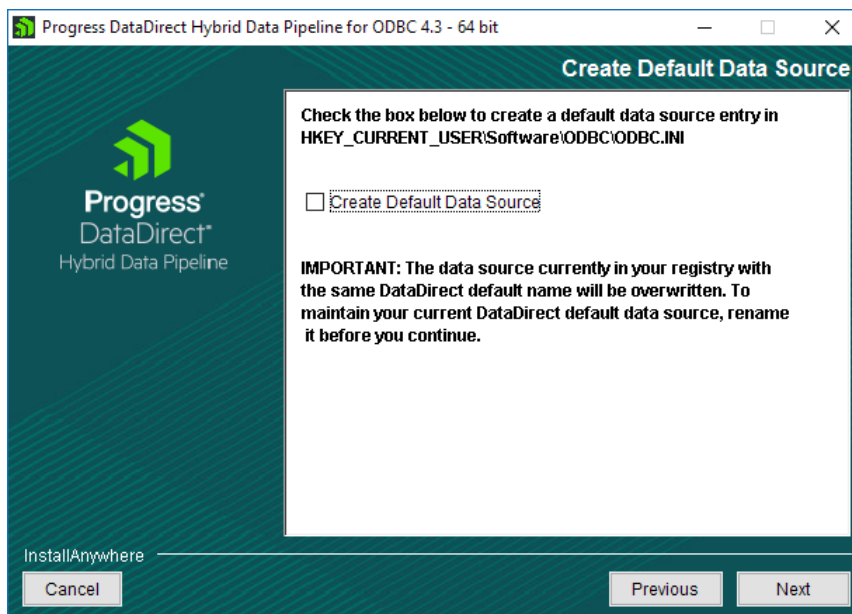 Progress DataDirect Hybrid Data Pipeline for ODBC 4.3 - 64 bit
Create Default Data Source
Progress®
DataDirect®
Hybrid Data Pipeline
Check the box below to create a default data source entry in
HKEY_CURRENT_USER\Software\ODBC\ODBC.INI
Create Default Data Source
IMPORTANT: The data source currently in your registry with
the same DataDirect default name will be overwritten. To
maintain your current DataDirect default data source, rename
it before you continue.
InstallAnywhere
Cancel
Previous
Next